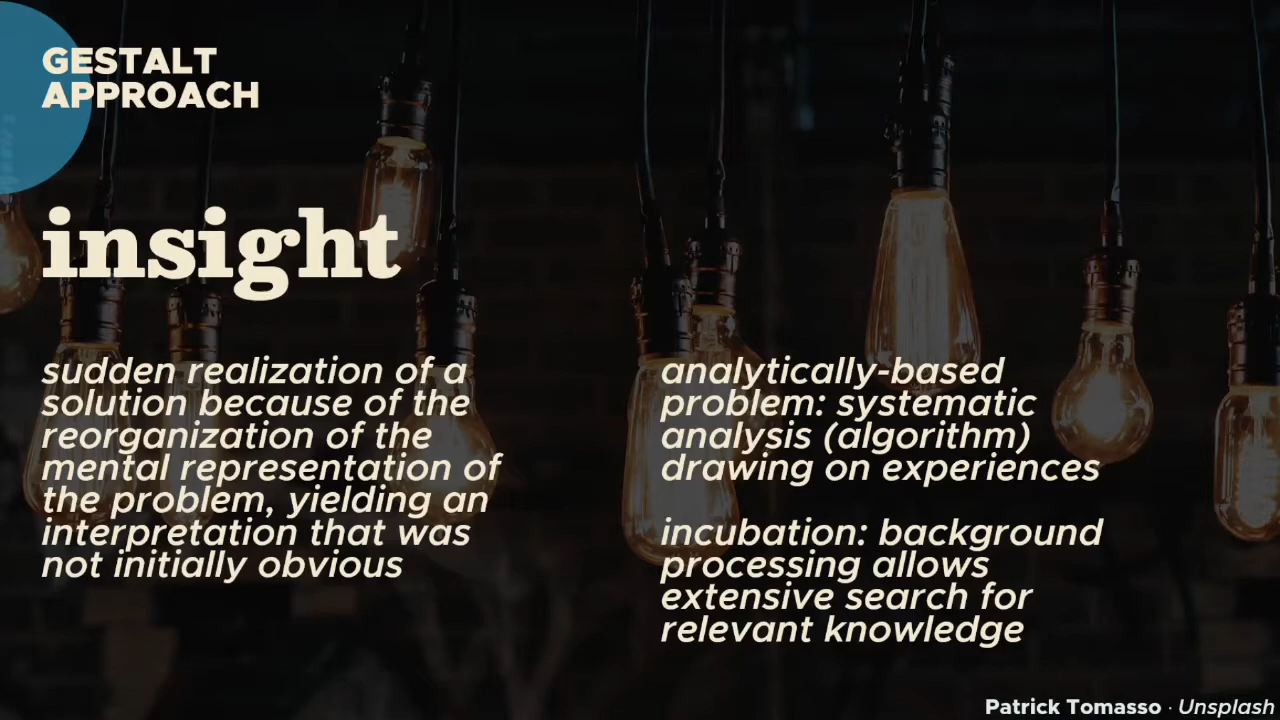 GESTALT
APPROACH
insight
sudden realization of a
solution because of the
reorganization of the
mental representation of
the problem, yielding an
interpretation that was
not initially obvious
analytically-based
problem: systematic
analysis (algorithm)
drawing on experiences
incubation: background
processing allows
extensive search for
relevant knowledge
Patrick Tomasso · Unsplash